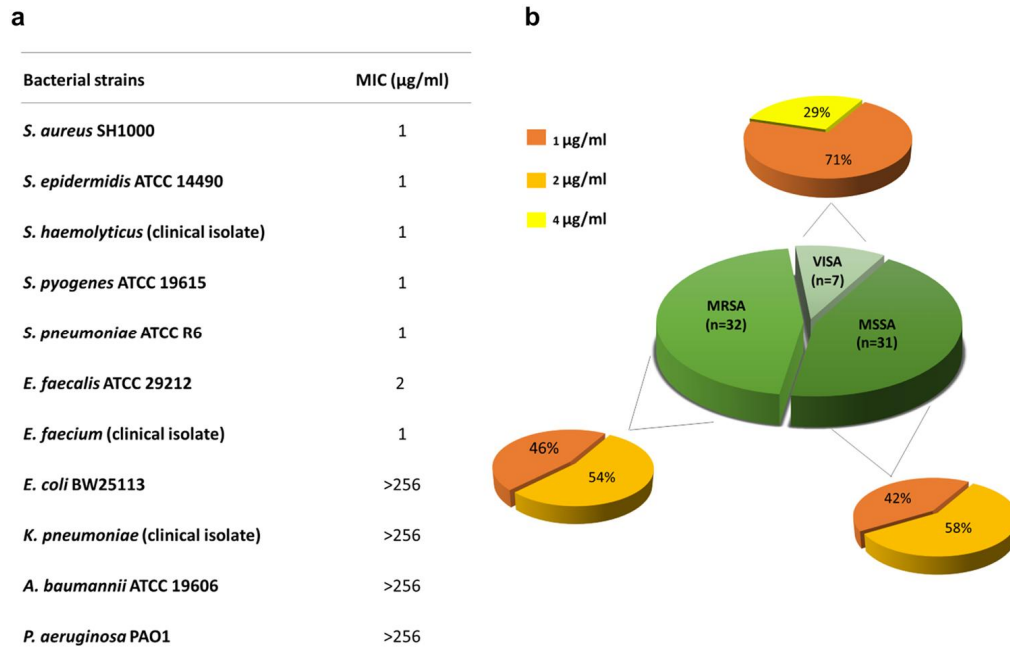 a
Bacterial strains MIC (µg/ml)
S. aureus SH1000 1
S. epidermidis ATCC 14490 1
S. haemolyticus (clinical isolate) 1
S. pyogenes ATCC 19615 1
S. pneumoniae ATCC R6 1
E. faecalis ATCC 29212 2
E. faecium (clinical isolate) 1
E. coli BW25113 >256
K. pneumoniae (clinical isolate) >256
A. baumannii ATCC 19606 >256
P. aeruginosa PAO1 >256
b
1 µg/ml
2 µg/ml
4 µg/ml
29%
71%
VISA
(n=7)
MRSA
(n=32)
MSSA
(n=31)
46%
54%
42%
58%